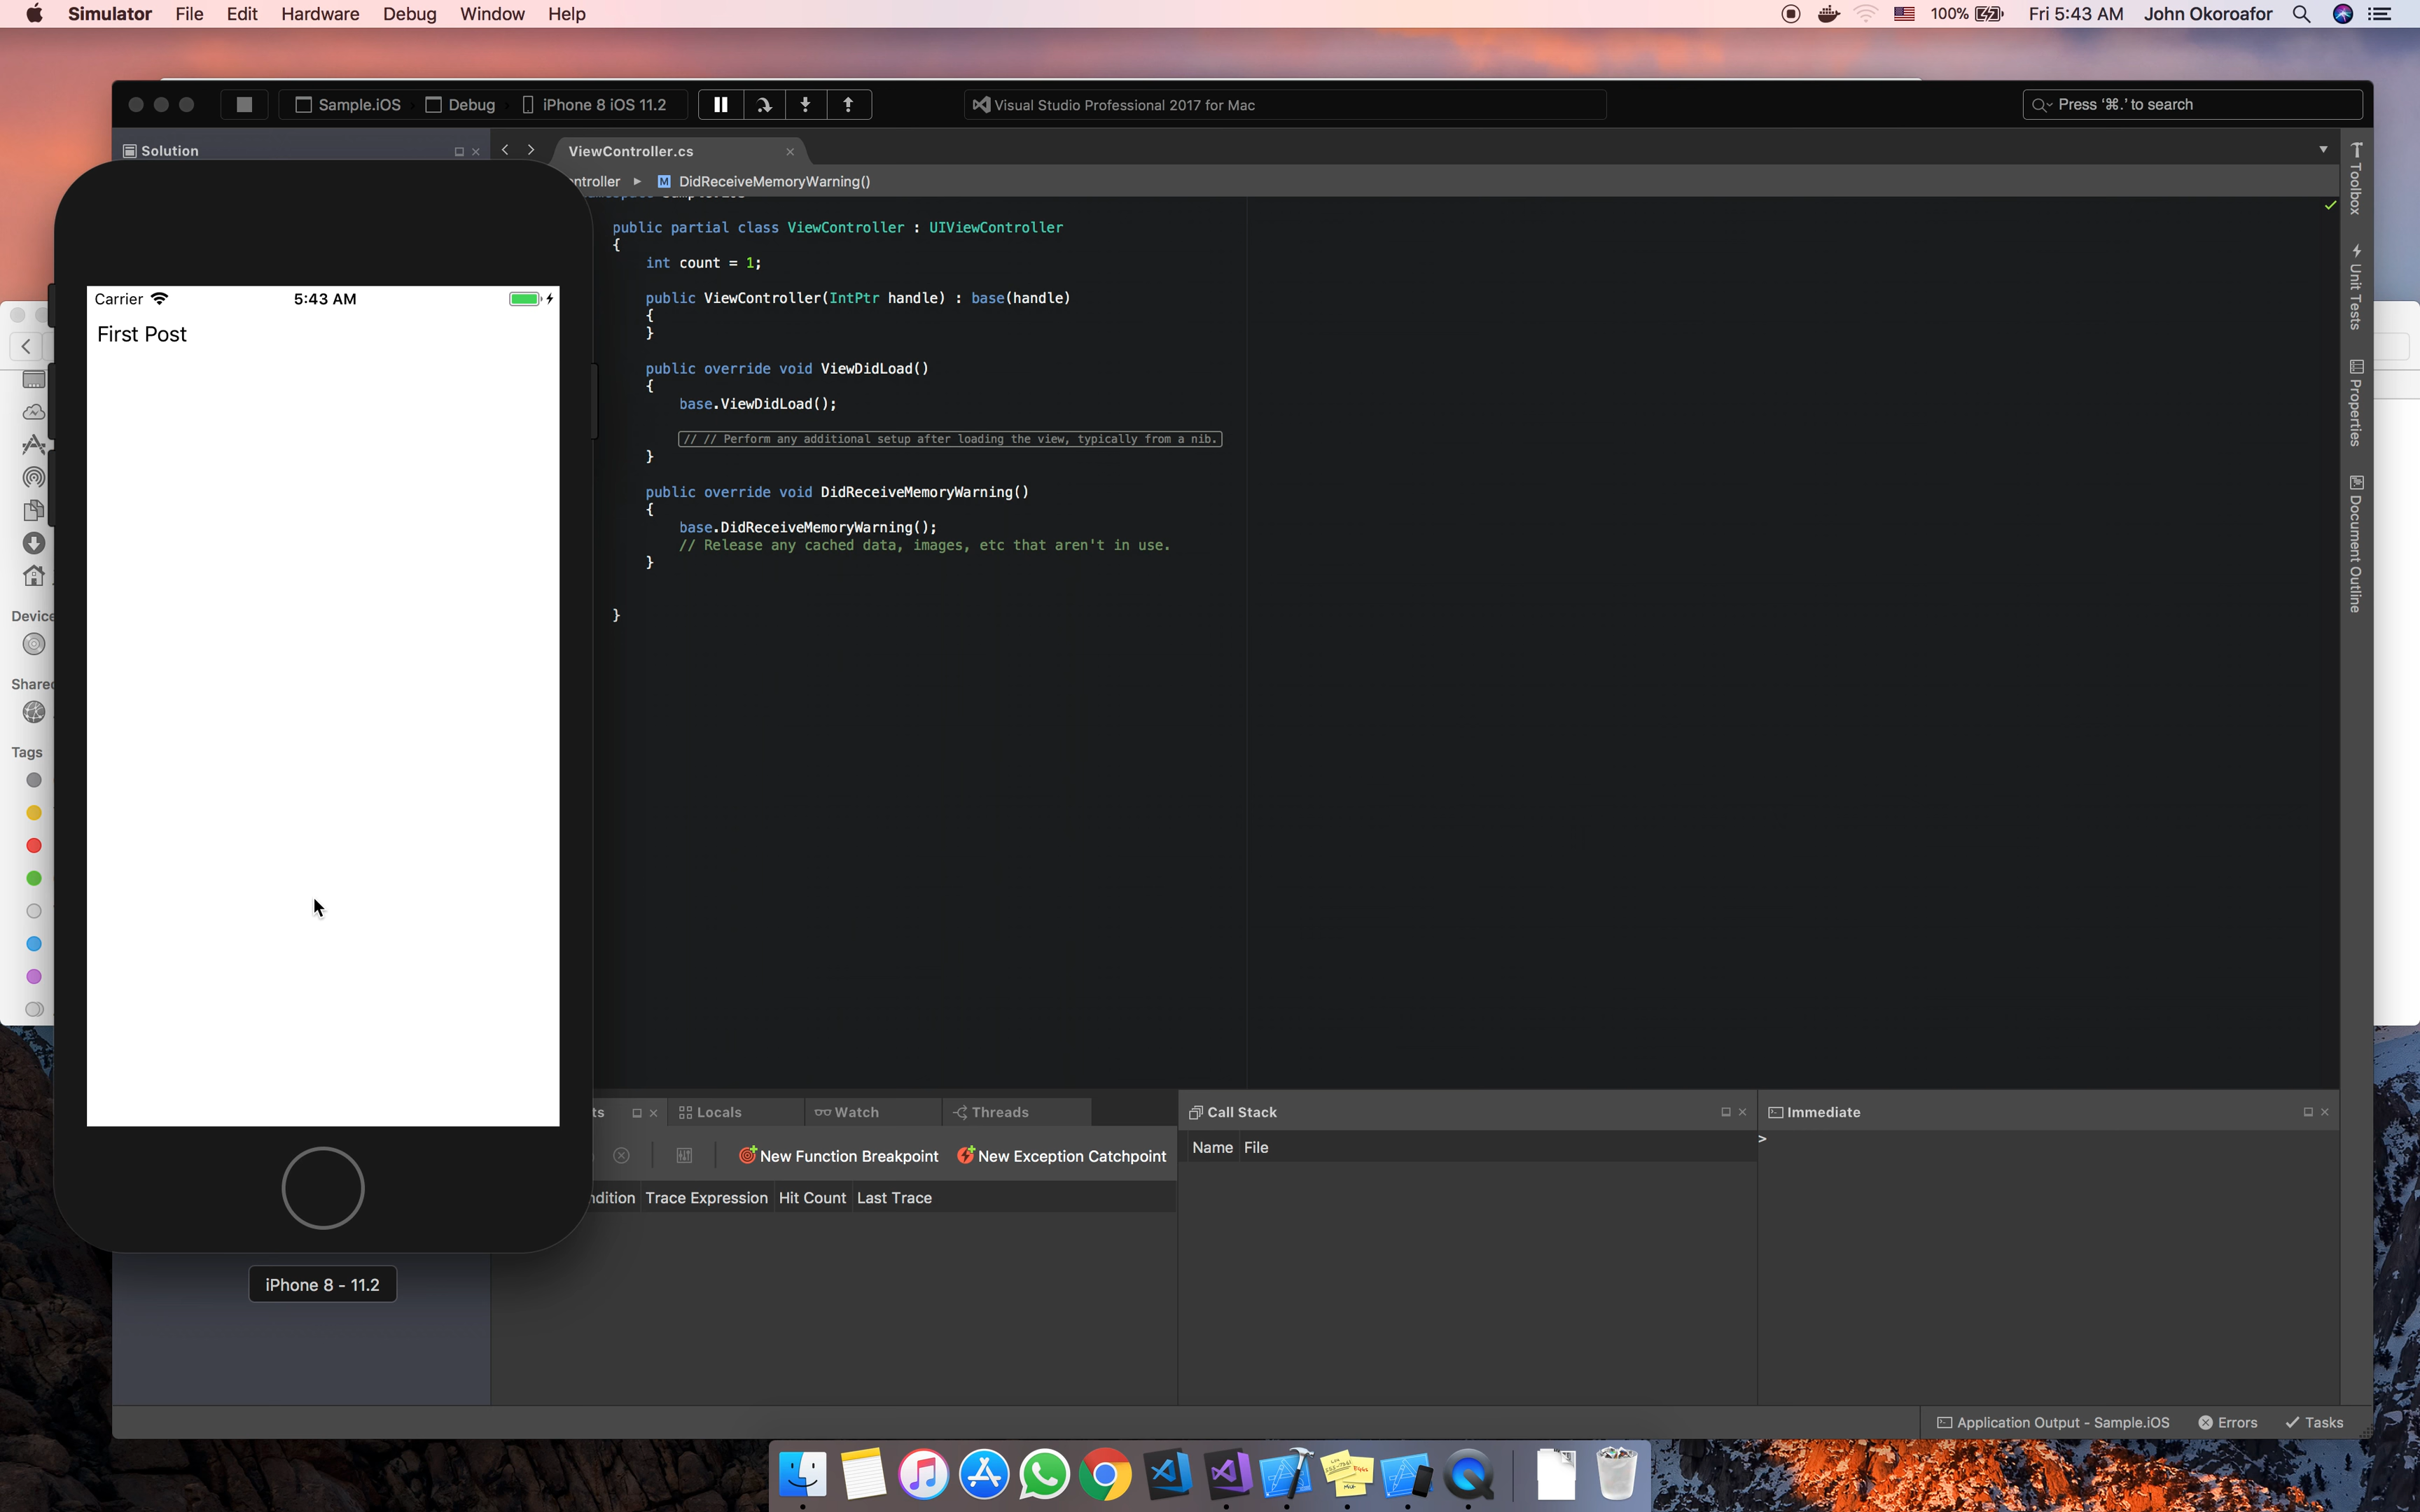 Simulator File Edit Hardware Debug Window Help 100% Fri 5:43 AM John Okoroafor
Sample.iOS Debug iPhone 8 iOS 11.2 Visual Studio Professional 2017 for Mac Press '⌘.' to search
Solution ViewController.cs
ntroller DidReceiveMemoryWarning()
public partial class ViewController : UIViewController
{
int count = 1;
public ViewController(IntPtr handle) : base(handle)
{
}
public override void ViewDidLoad()
{
base.ViewDidLoad();
// // Perform any additional setup after loading the view, typically from a nib.
}
public override void DidReceiveMemoryWarning()
{
base.DidReceiveMemoryWarning();
// Release any cached data, images, etc that aren't in use.
}
}
Toolbox
Unit Tests
Properties
Document Outline
Carrier 5:43 AM
First Post
Device
Shared
Tags
ts Locals Watch Threads Call Stack Immediate
New Function Breakpoint New Exception Catchpoint Name File >
ndition Trace Expression Hit Count Last Trace
iPhone 8 - 11.2
Application Output - Sample.iOS Errors Tasks